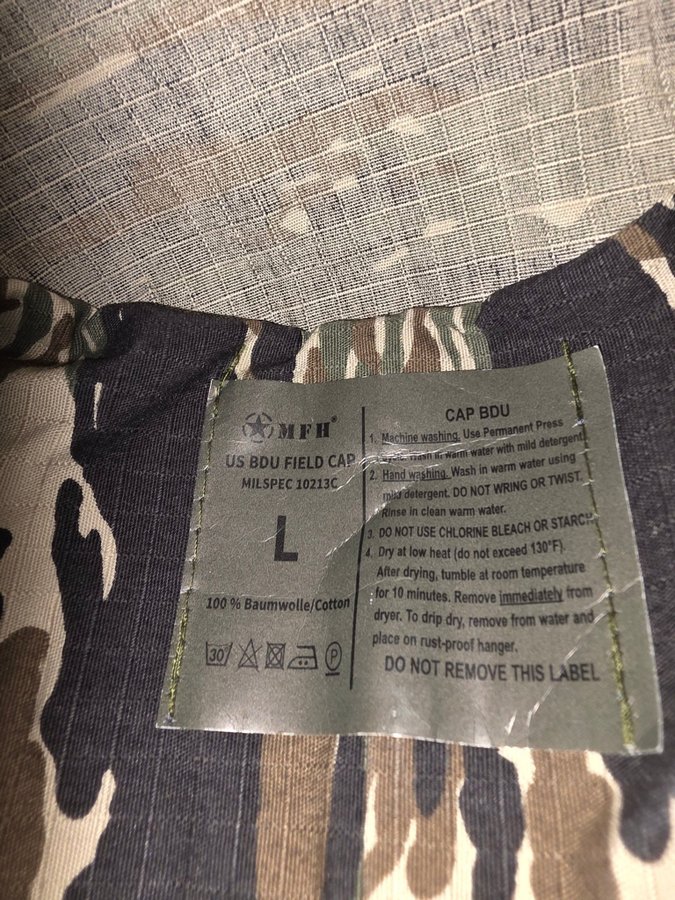 MFH®
US BDU FIELD CAP
MILSPEC 10213C
L
100 % Baumwolle/Cotton
30
P
CAP BDU
1. Machine washing. Use Permanent Press
cycle. Wash in warm water with mild detergent.
2. Hand washing. Wash in warm water using
mild detergent. DO NOT WRING OR TWIST.
Rinse in clean warm water.
3. DO NOT USE CHLORINE BLEACH OR STARCH.
4. Dry at low heat (do not exceed 130°F).
After drying, tumble at room temperature
for 10 minutes. Remove immediately from
dryer. To drip dry, remove from water and
place on rust-proof hanger.
DO NOT REMOVE THIS LABEL